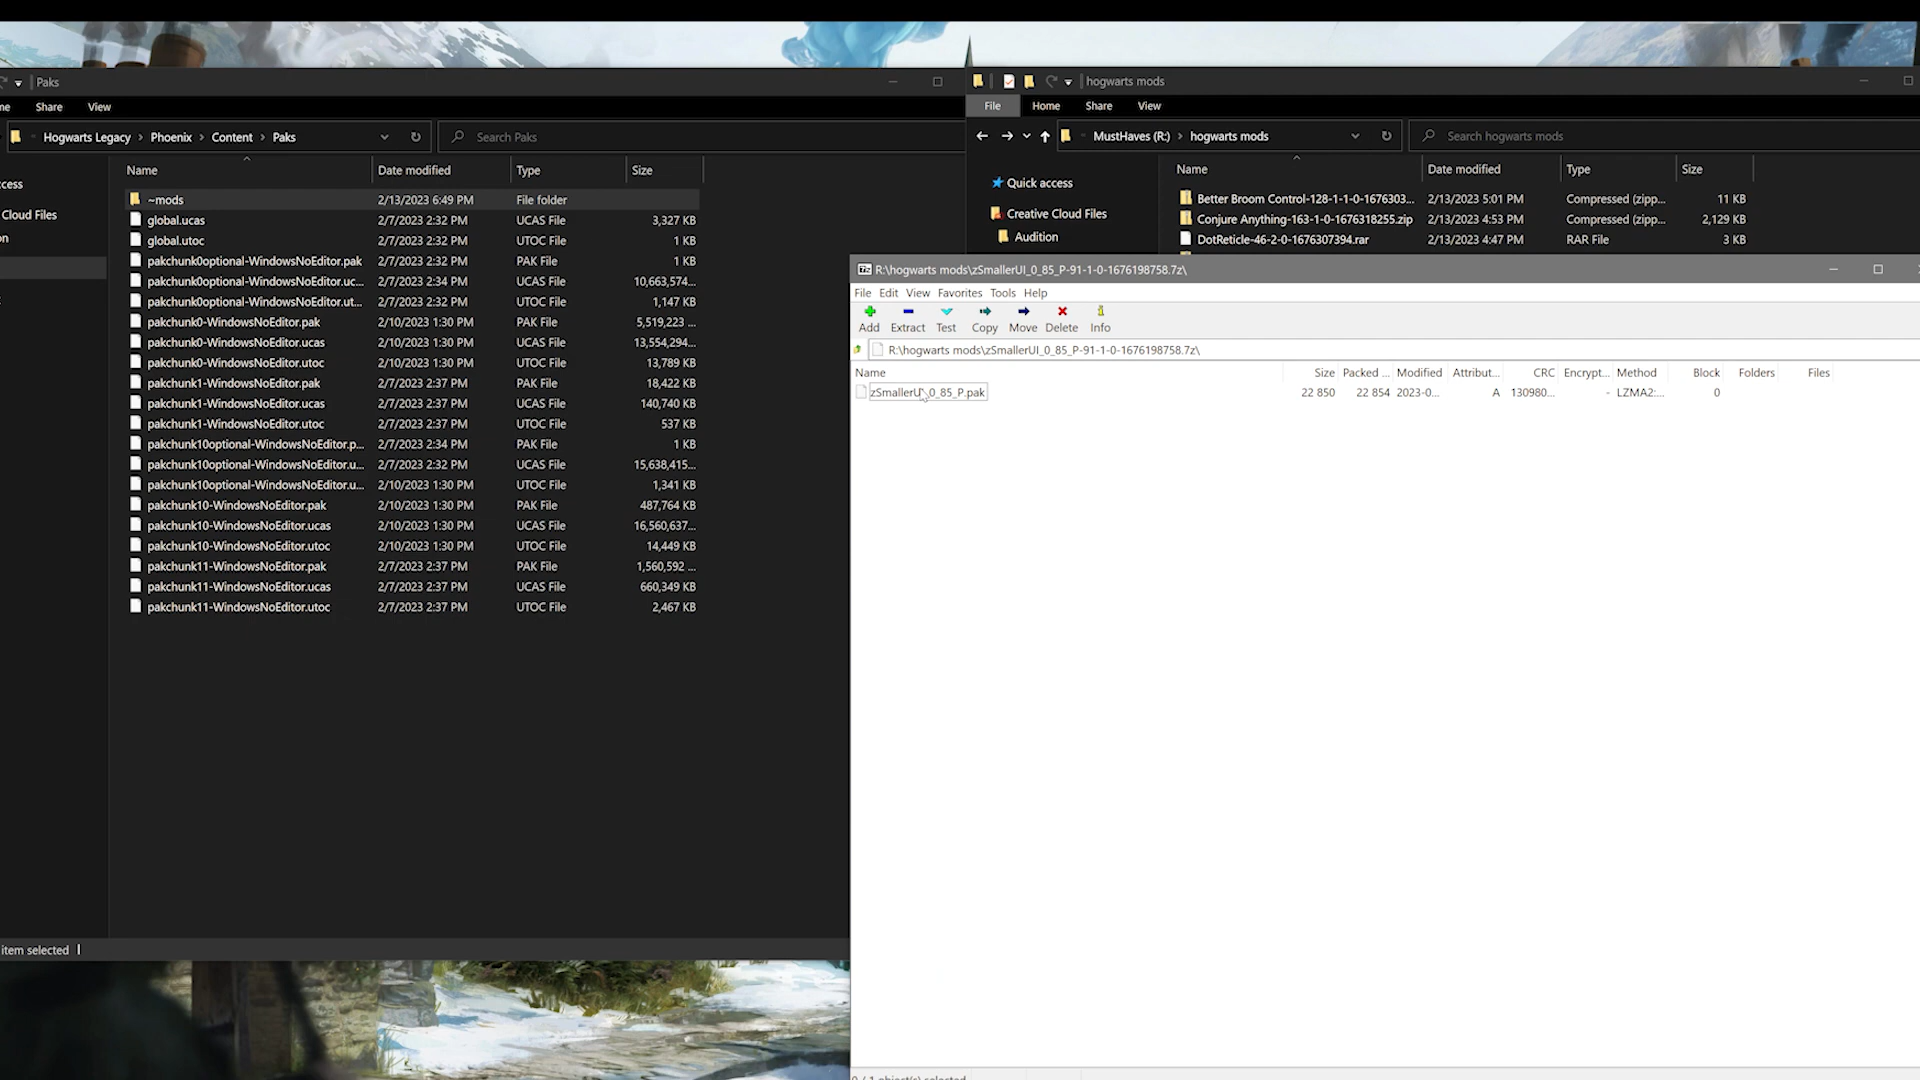 Paks
me Share View
Hogwarts Legacy > Phoenix > Content > Paks
Search Paks
Name Date modified Type Size
~mods 2/13/2023 6:49 PM File folder
global.ucas 2/7/2023 2:32 PM UCAS File 3,327 KB
global.utoc 2/7/2023 2:32 PM UTOC File 1 KB
pakchunk0optional-WindowsNoEditor.pak 2/7/2023 2:32 PM PAK File 1 KB
pakchunk0optional-WindowsNoEditor.uc... 2/7/2023 2:34 PM UCAS File 10,663,574...
pakchunk0optional-WindowsNoEditor.ut... 2/7/2023 2:32 PM UTOC File 1,147 KB
pakchunk0-WindowsNoEditor.pak 2/10/2023 1:30 PM PAK File 5,519,223 ...
pakchunk0-WindowsNoEditor.ucas 2/10/2023 1:30 PM UCAS File 13,554,294...
pakchunk0-WindowsNoEditor.utoc 2/10/2023 1:30 PM UTOC File 13,789 KB
pakchunk1-WindowsNoEditor.pak 2/7/2023 2:37 PM PAK File 18,422 KB
pakchunk1-WindowsNoEditor.ucas 2/7/2023 2:37 PM UCAS File 140,740 KB
pakchunk1-WindowsNoEditor.utoc 2/7/2023 2:37 PM UTOC File 537 KB
pakchunk10optional-WindowsNoEditor.p... 2/7/2023 2:34 PM PAK File 1 KB
pakchunk10optional-WindowsNoEditor.u... 2/7/2023 2:32 PM UCAS File 15,638,415...
pakchunk10optional-WindowsNoEditor.u... 2/10/2023 1:30 PM UTOC File 1,341 KB
pakchunk10-WindowsNoEditor.pak 2/10/2023 1:30 PM PAK File 487,764 KB
pakchunk10-WindowsNoEditor.ucas 2/10/2023 1:30 PM UCAS File 16,560,637...
pakchunk10-WindowsNoEditor.utoc 2/10/2023 1:30 PM UTOC File 14,449 KB
pakchunk11-WindowsNoEditor.pak 2/7/2023 2:37 PM PAK File 1,560,592 ...
pakchunk11-WindowsNoEditor.ucas 2/7/2023 2:37 PM UCAS File 660,349 KB
pakchunk11-WindowsNoEditor.utoc 2/7/2023 2:37 PM UTOC File 2,467 KB
ccess
Cloud Files
on
item selected
hogwarts mods
File Home Share View
MustHaves (R:) > hogwarts mods
Search hogwarts mods
Quick access
Creative Cloud Files
Audition
Name Date modified Type Size
Better Broom Control-128-1-1-0-1676303... 2/13/2023 5:01 PM Compressed (zipp... 11 KB
Conjure Anything-163-1-0-1676318255.zip 2/13/2023 4:53 PM Compressed (zipp... 2,129 KB
DotReticle-46-2-0-1676307394.rar 2/13/2023 4:47 PM RAR File 3 KB
R:\hogwarts mods\zSmallerUI_0_85_P-91-1-0-1676198758.7z\
File Edit View Favorites Tools Help
Add Extract Test Copy Move Delete Info
R:\hogwarts mods\zSmallerUI_0_85_P-91-1-0-1676198758.7z\
Name Size Packed ... Modified Attribut... CRC Encrypt... Method Block Folders Files
zSmallerUI_0_85_P.pak 22 850 22 854 2023-0... A 130980... - LZMA2:... 0
0 / 1 object(s) selected